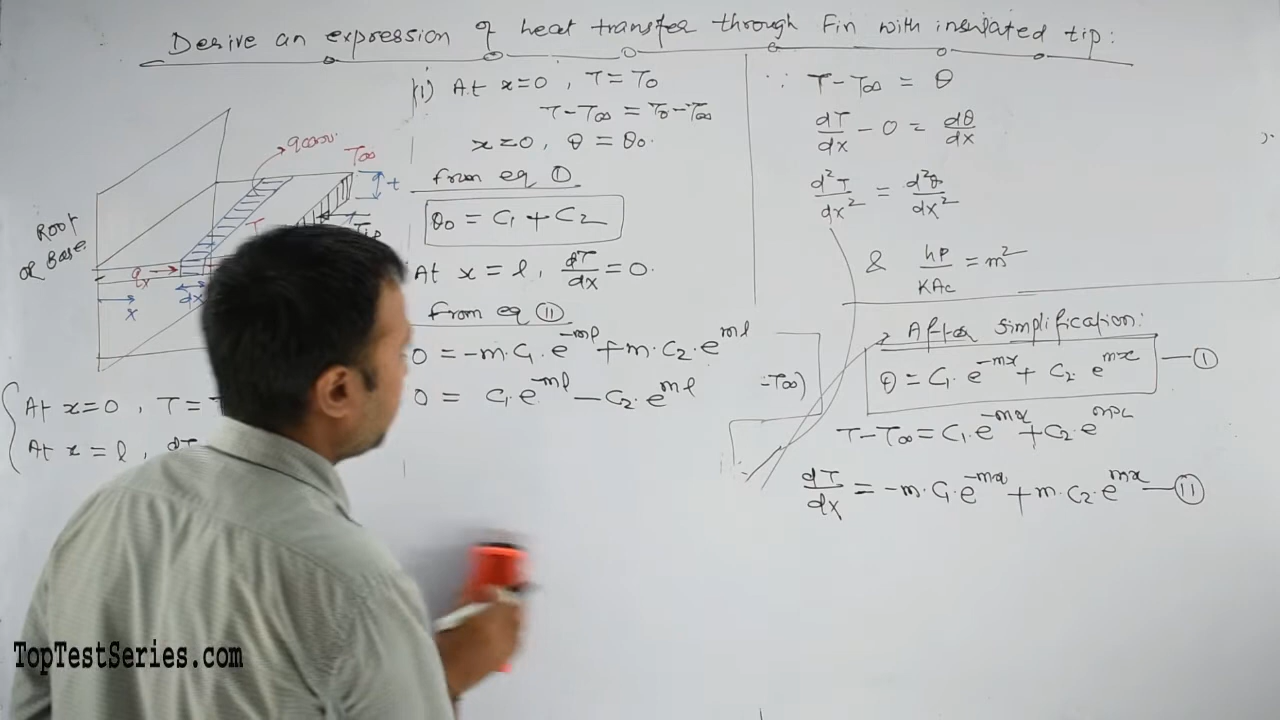 Derive an expression of heat transfer through Fin with insulated tip:
qconv.
T∞
t
Root
or Base
qx
dx
x
At x=0 , T=
At x = l ,
(1) At x=0 , T=T0
T-T∞ = T0-T∞
x=0, θ = θ0.
from eq ①
θ0 = C1 + C2
At x = l , dT/dx = 0.
from eq ⑪
0 = -m.C1.e^-ml + m.C2.e^ml
0 = C1.e^-ml - C2.e^ml
-T∞)
∵ T-T∞ = θ
dT/dx - 0 = dθ/dx
d²T/dx² = d²θ/dx²
& hP/KAc = m²
After simplification:
θ = C1.e^-mx + C2 e^mx —①
T-T∞ = C1.e^-mx + C2.e^mx
dT/dx = -m.C1.e^-mx + m.C2.e^mx —⑪
TopTestSeries.com